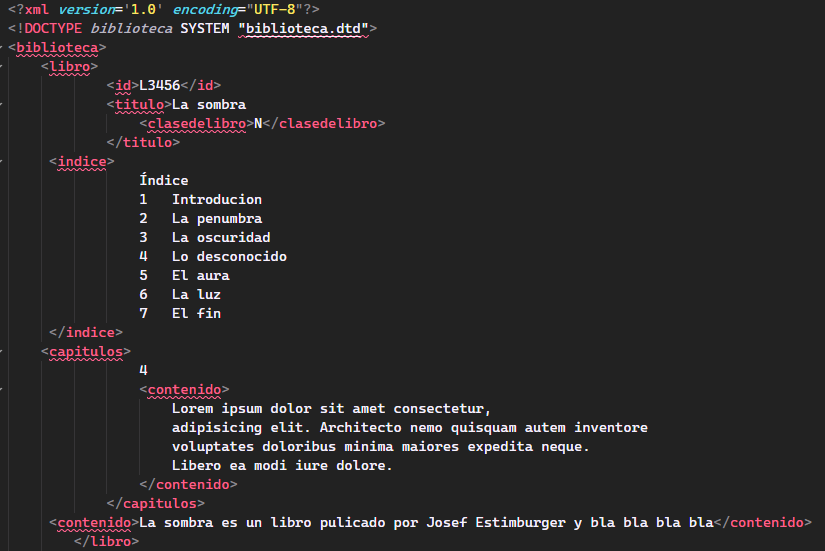 <?xml version='1.0' encoding="UTF-8"?>
<!DOCTYPE biblioteca SYSTEM "biblioteca.dtd">
<biblioteca>
<libro>
<id>L3456</id>
<titulo>La sombra
<clasedelibro>N</clasedelibro>
</titulo>
<indice>
Índice
1 Introducion
2 La penumbra
3 La oscuridad
4 Lo desconocido
5 El aura
6 La luz
7 El fin
</indice>
<capitulos>
4
<contenido>
Lorem ipsum dolor sit amet consectetur,
adipisicing elit. Architecto nemo quisquam autem inventore
voluptates doloribus minima maiores expedita neque.
Libero ea modi iure dolore.
</contenido>
</capitulos>
<contenido>La sombra es un libro pulicado por Josef Estimburger y bla bla bla bla</contenido>
</libro>